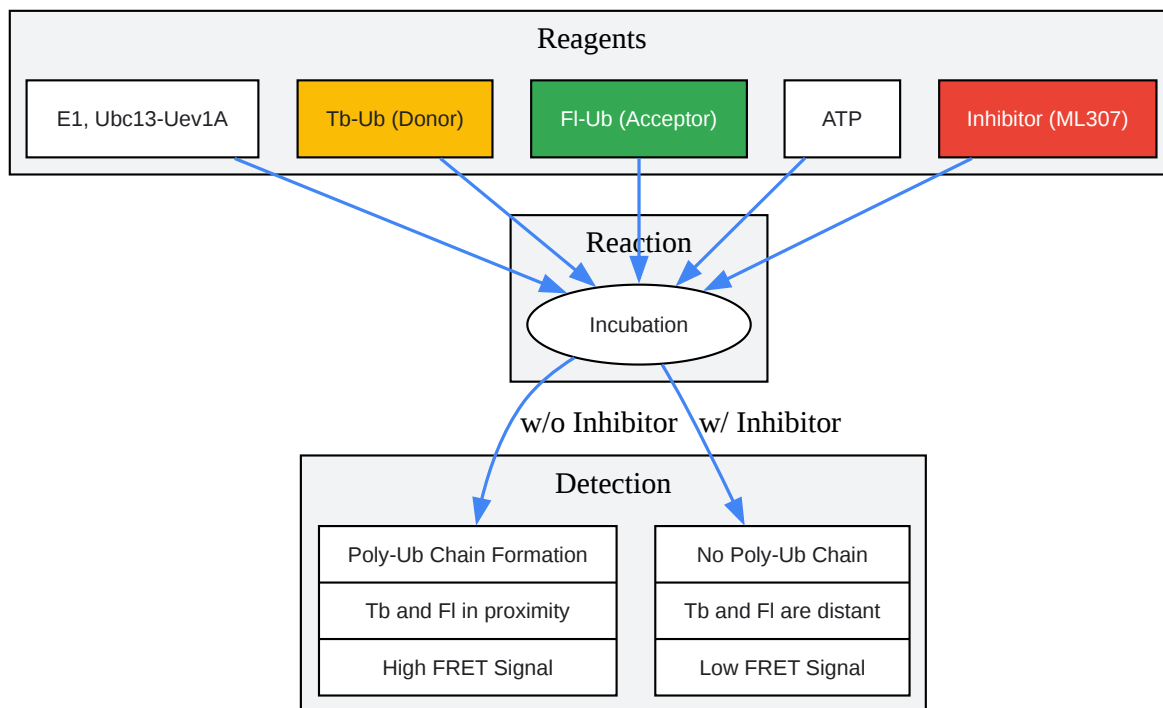 Reagents
E1, Ubc13-Uev1A
Tb-Ub (Donor)
Fl-Ub (Acceptor)
ATP
Inhibitor (ML307)
Reaction
Incubation
w/o Inhibitor
w/ Inhibitor
Detection
Poly-Ub Chain Formation
Tb and Fl in proximity
High FRET Signal
No Poly-Ub Chain
Tb and Fl are distant
Low FRET Signal